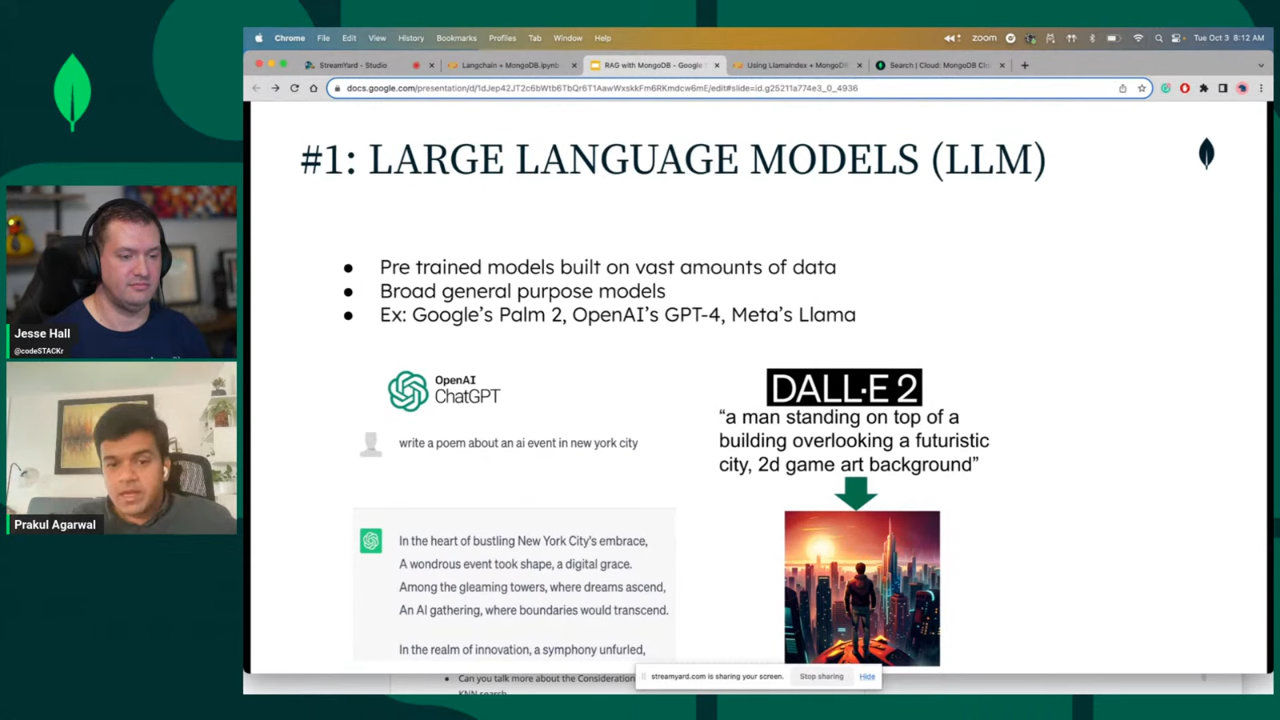 Chrome File Edit View History Bookmarks Profiles Tab Window Help zoom Tue Oct 3 8:12 AM
StreamYard - Studio Langchain + MongoDB.ipynb RAG with MongoDB - Google Using LlamaIndex + MongoDB Search | Cloud: MongoDB Clou
#1: LARGE LANGUAGE MODELS (LLM)
● Pre trained models built on vast amounts of data
● Broad general purpose models
● Ex: Google's Palm 2, OpenAI's GPT-4, Meta's Llama
OpenAI
ChatGPT
write a poem about an ai event in new york city
In the heart of bustling New York City's embrace,
A wondrous event took shape, a digital grace.
Among the gleaming towers, where dreams ascend,
An AI gathering, where boundaries would transcend.
In the realm of innovation, a symphony unfurled,
DALL·E 2
"a man standing on top of a
building overlooking a futuristic
city, 2d game art background"
streamyard.com is sharing your screen. Stop sharing Hide
Can you talk more about the Consideration
KNN search
Jesse Hall
@codeSTACKr
Prakul Agarwal